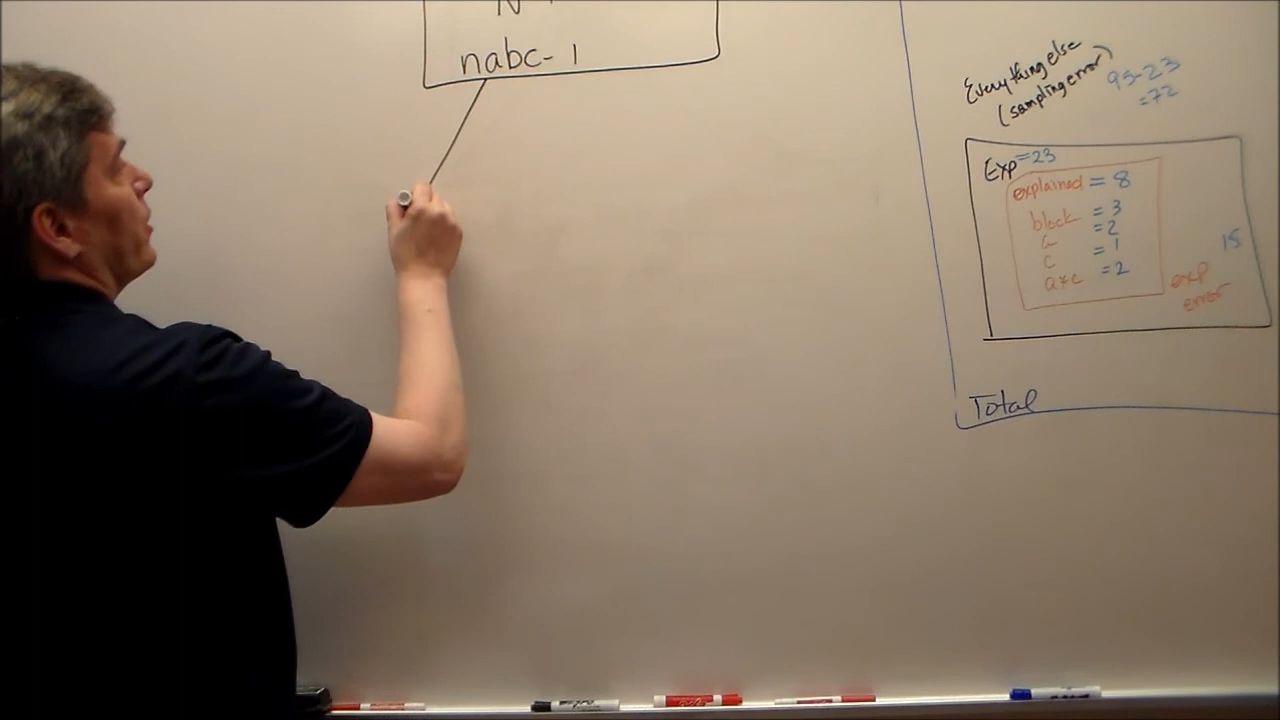 nabc-1
Everything else
(sampling error)
95-23
=72
Exp=23
explained = 8
block = 3
a = 2
c = 1
a*c = 2
15
exp
error
Total